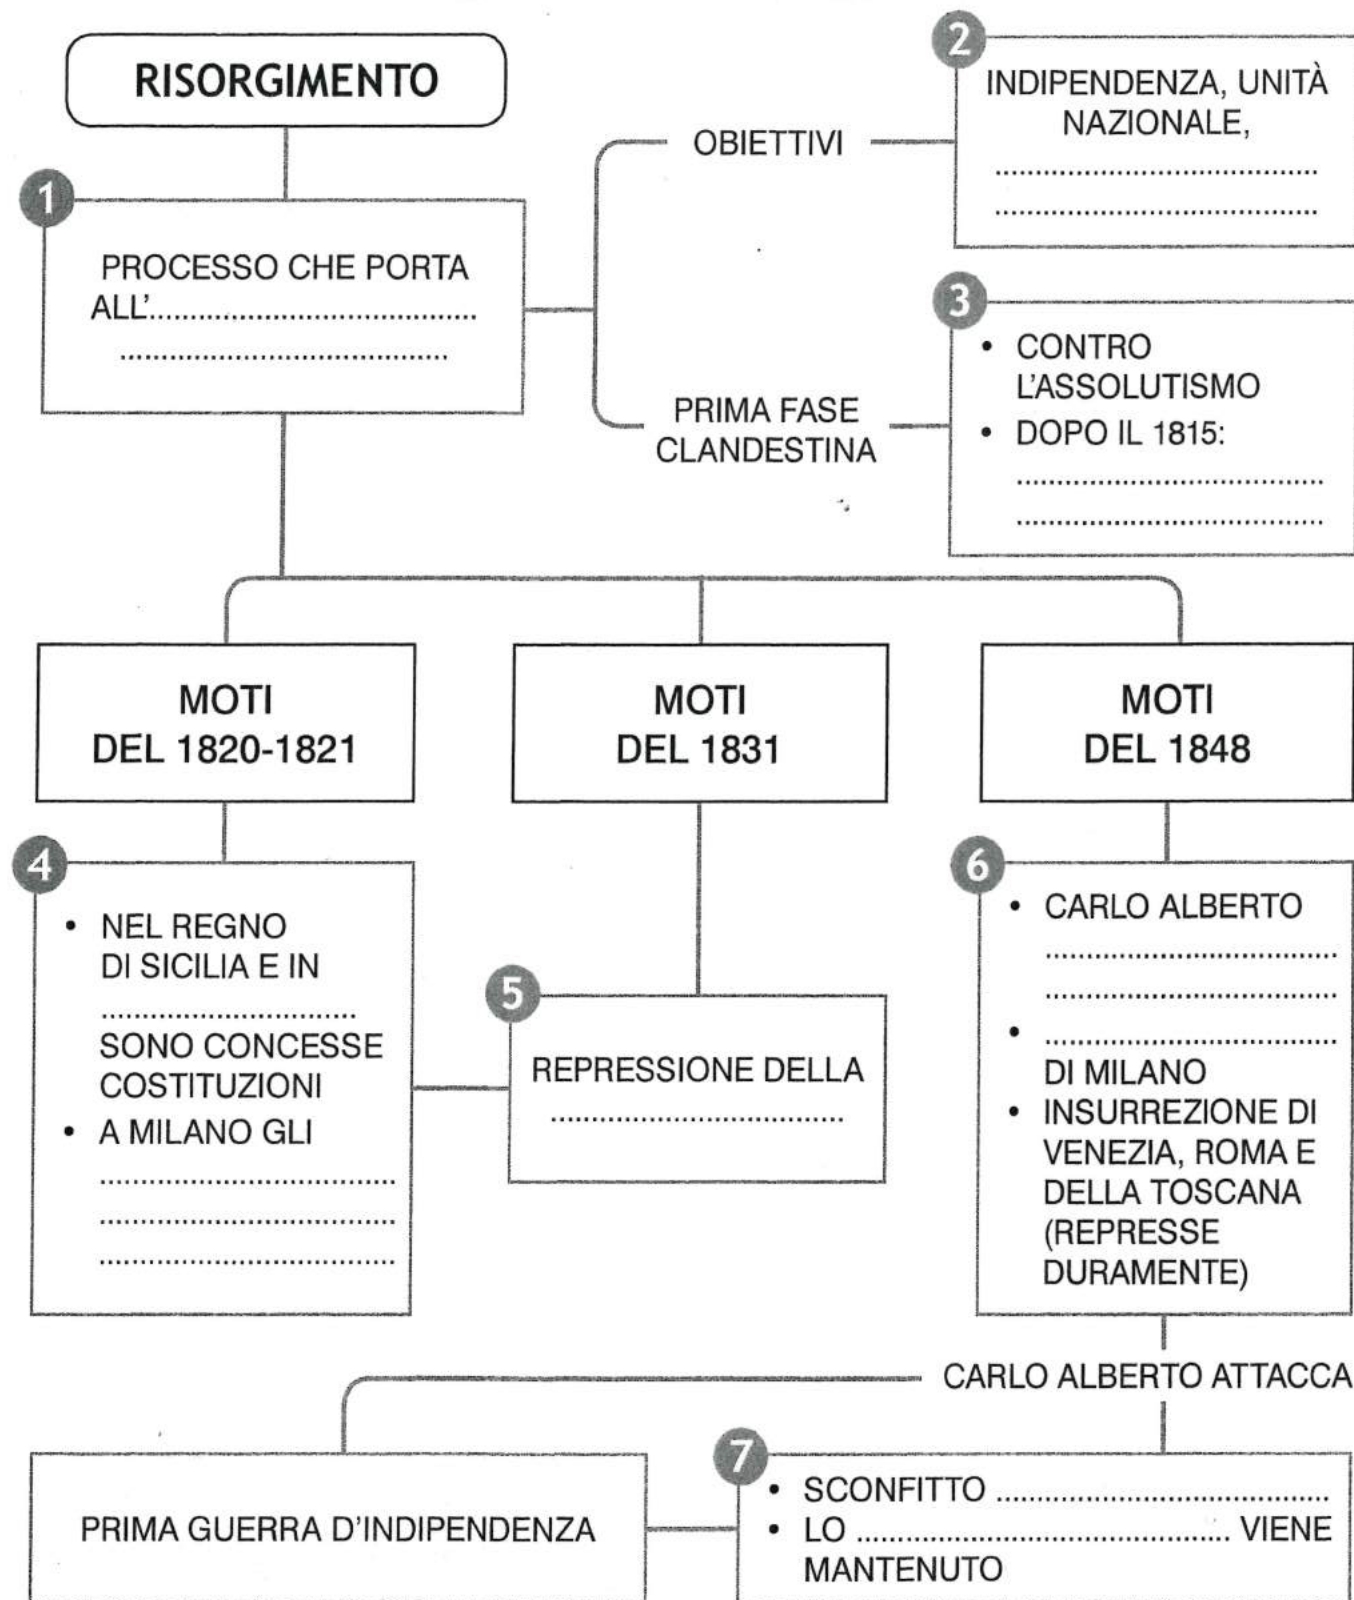 RISORGIMENTO
1
PROCESSO CHE PORTA
ALL'........................................
........................................
OBIETTIVI
2
INDIPENDENZA, UNITÀ
NAZIONALE,
.......................................
.......................................
PRIMA FASE
CLANDESTINA
3
• CONTRO
L'ASSOLUTISMO
• DOPO IL 1815:
.....................................
.....................................
MOTI
DEL 1820-1821
MOTI
DEL 1831
MOTI
DEL 1848
4
• NEL REGNO
DI SICILIA E IN
...............................
SONO CONCESSE
COSTITUZIONI
• A MILANO GLI
....................................
....................................
....................................
5
REPRESSIONE DELLA
...................................
6
• CARLO ALBERTO
...................................
...................................
• ...................................
DI MILANO
• INSURREZIONE DI
VENEZIA, ROMA E
DELLA TOSCANA
(REPRESSE
DURAMENTE)
CARLO ALBERTO ATTACCA
PRIMA GUERRA D'INDIPENDENZA
7
• SCONFITTO ........................................
• LO ............................................. VIENE
MANTENUTO